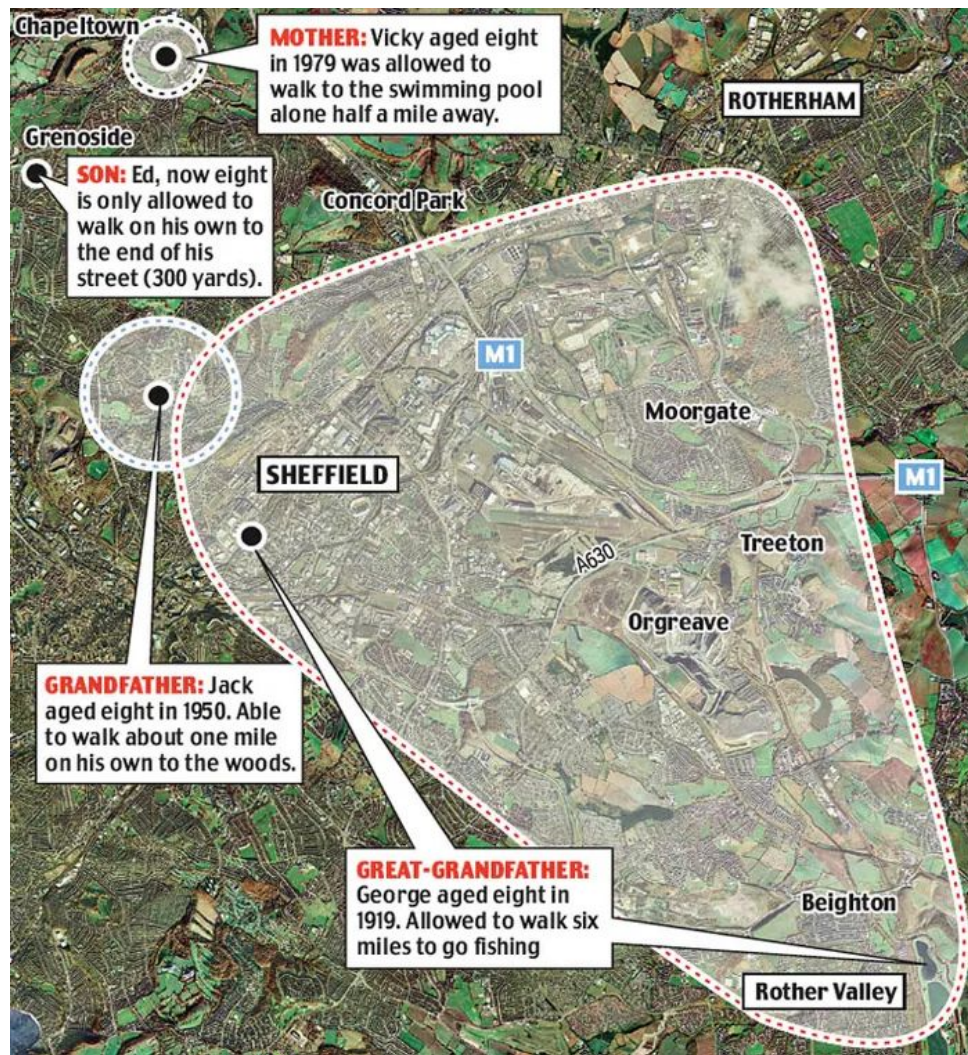 Chapeltown
MOTHER: Vicky aged eight
in 1979 was allowed to
walk to the swimming pool
alone half a mile away.
ROTHERHAM
Grenoside
SON: Ed, now eight
is only allowed to
walk on his own to
the end of his
street (300 yards).
Concord Park
M1
Moorgate
SHEFFIELD
M1
A630
Treeton
Orgreave
GRANDFATHER: Jack
aged eight in 1950. Able
to walk about one mile
on his own to the woods.
GREAT-GRANDFATHER:
George aged eight in
1919. Allowed to walk six
miles to go fishing
Beighton
Rother Valley